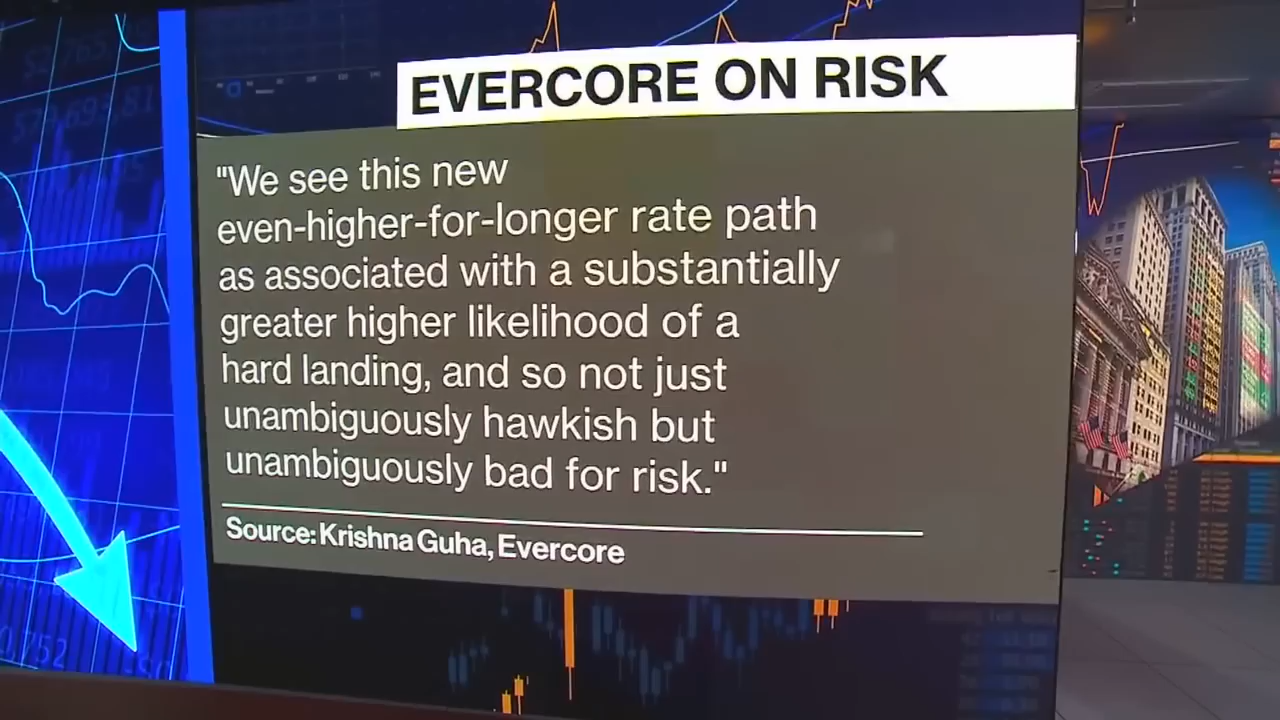 EVERCORE ON RISK
"We see this new
even-higher-for-longer rate path
as associated with a substantially
greater higher likelihood of a
hard landing, and so not just
unambiguously hawkish but
unambiguously bad for risk."
Source: Krishna Guha, Evercore